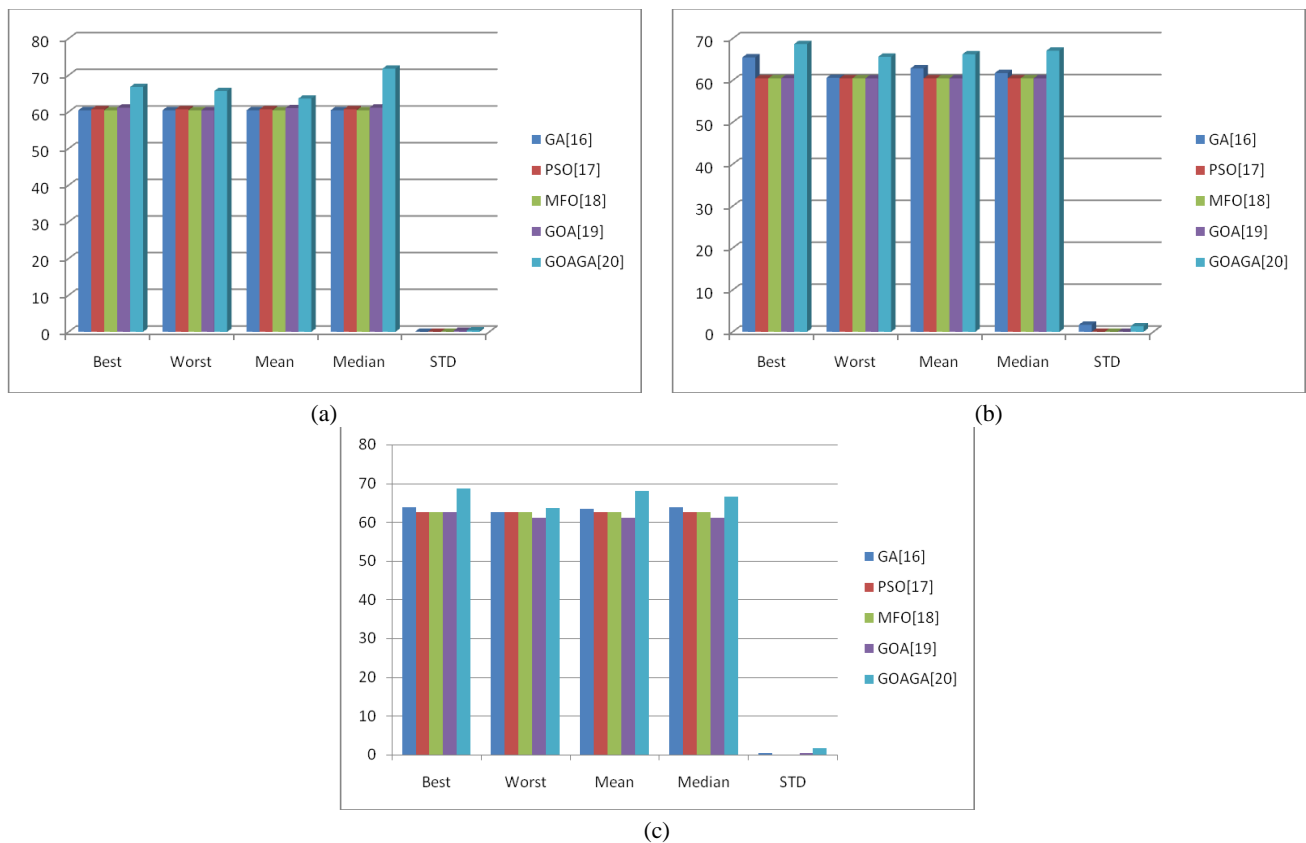 80
70
60
50
40
30
20
10
0
Best Worst Mean Median STD
GA[16]
PSO[17]
MFO[18]
GOA[19]
GOAGA[20]
(a)
70
60
50
40
30
20
10
0
Best Worst Mean Median STD
GA[16]
PSO[17]
MFO[18]
GOA[19]
GOAGA[20]
(b)
80
70
60
50
40
30
20
10
0
Best Worst Mean Median STD
GA[16]
PSO[17]
MFO[18]
GOA[19]
GOAGA[20]
(c)